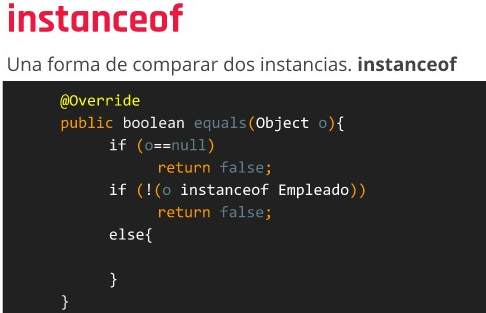 instanceof
Una forma de comparar dos instancias. instanceof
@Override
public boolean equals(Object o){
if (o==null)
return false;
if (!(o instanceof Empleado))
return false;
else{
}
}